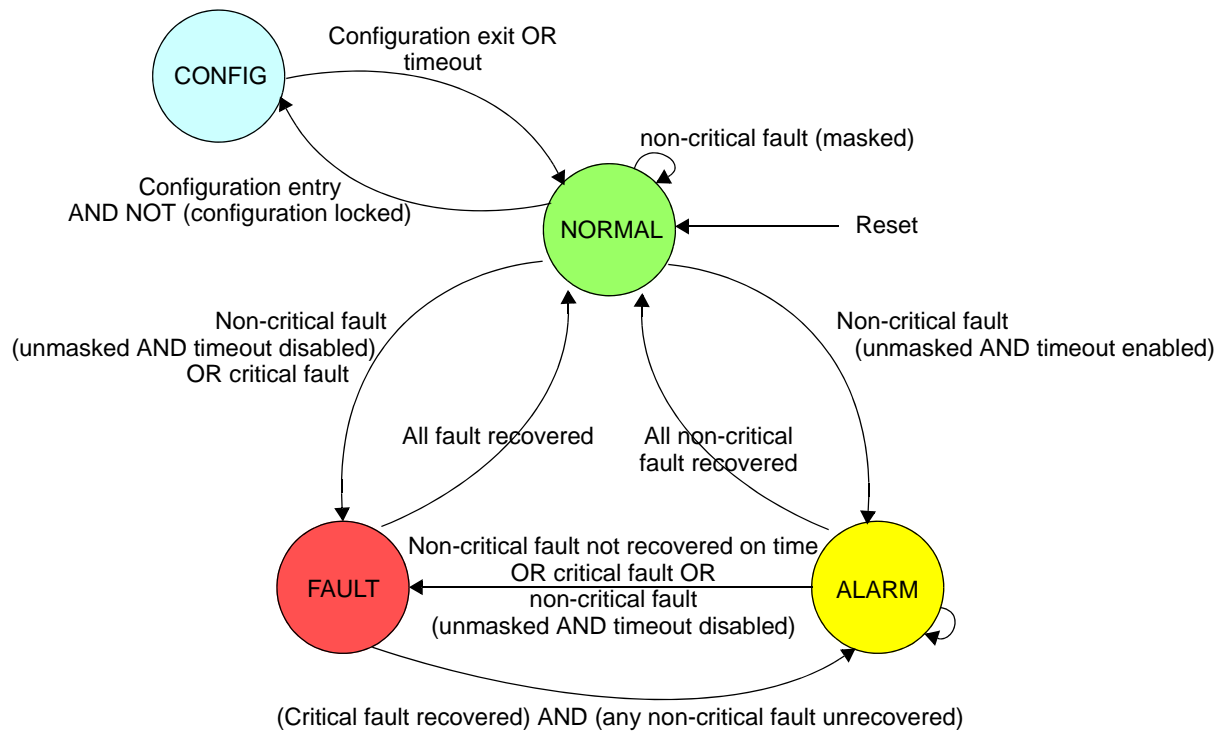 Configuration exit OR
timeout
CONFIG
non-critical fault (masked)
Configuration entry
AND NOT (configuration locked)
NORMAL
Reset
Non-critical fault
(unmasked AND timeout disabled)
OR critical fault
Non-critical fault
(unmasked AND timeout enabled)
All fault recovered
All non-critical
fault recovered
Non-critical fault not recovered on time
OR critical fault OR
non-critical fault
(unmasked AND timeout disabled)
FAULT
ALARM
(Critical fault recovered) AND (any non-critical fault unrecovered)